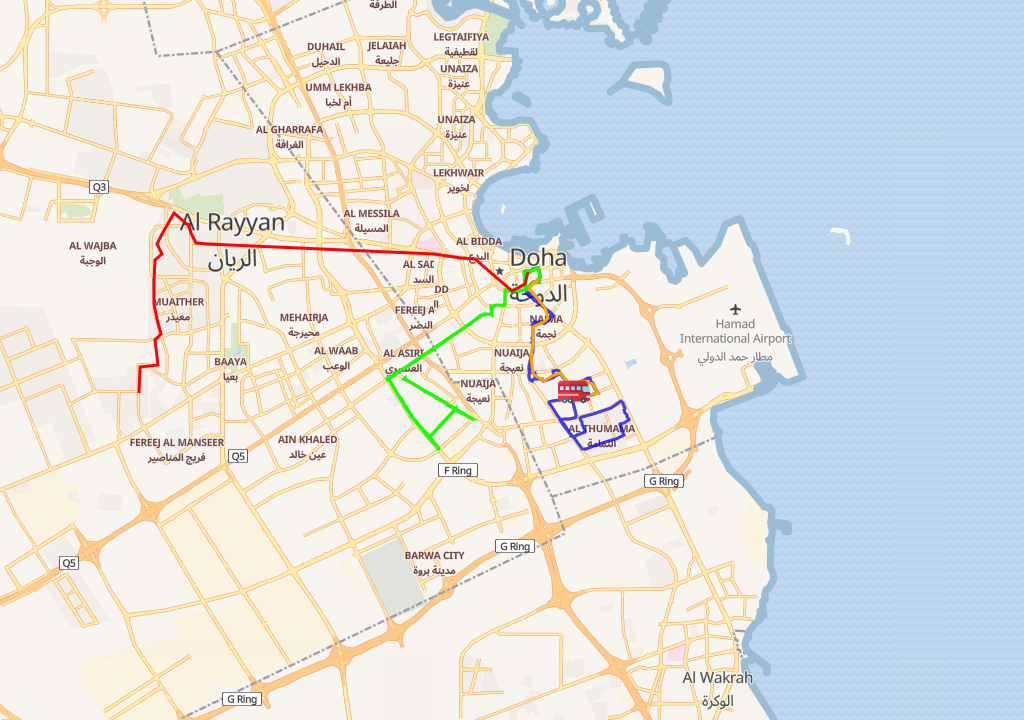 الطرفة
LEGTAIFIYA
لقطيفية
DUHAIL
الدحيل
JELAIAH
جليعة
UNAIZA
عنيزة
UMM LEKHBA
أم لخبا
UNAIZA
عنيزة
AL GHARRAFA
الغرافة
LEKHWAIR
لخوير
Q3
AL MESSILA
المسيلة
Al Rayyan
الريان
AL WAJBA
الوجبة
AL BIDDA
البدع
Doha
الدوحة
AL SAD
السد
DD
ال
MUAITHER
معيذر
MEHAIRJA
محيرجة
FEREEJ A
النصر
NAJMA
نجمة
Hamad
International Airport
مطار حمد الدولي
AL WAAB
الوعب
BAAYA
بعيا
AL ASIRI
العسيري
NUAIJA
نعيجة
NUAIJA
نعيجة
AL THUMAMA
الثمامة
FEREEJ AL MANSEER
فريج المناصير
AIN KHALED
عين خالد
Q5
F Ring
G Ring
G Ring
BARWA CITY
مدينة بروة
Q5
Al Wakrah
الوكرة
G Ring